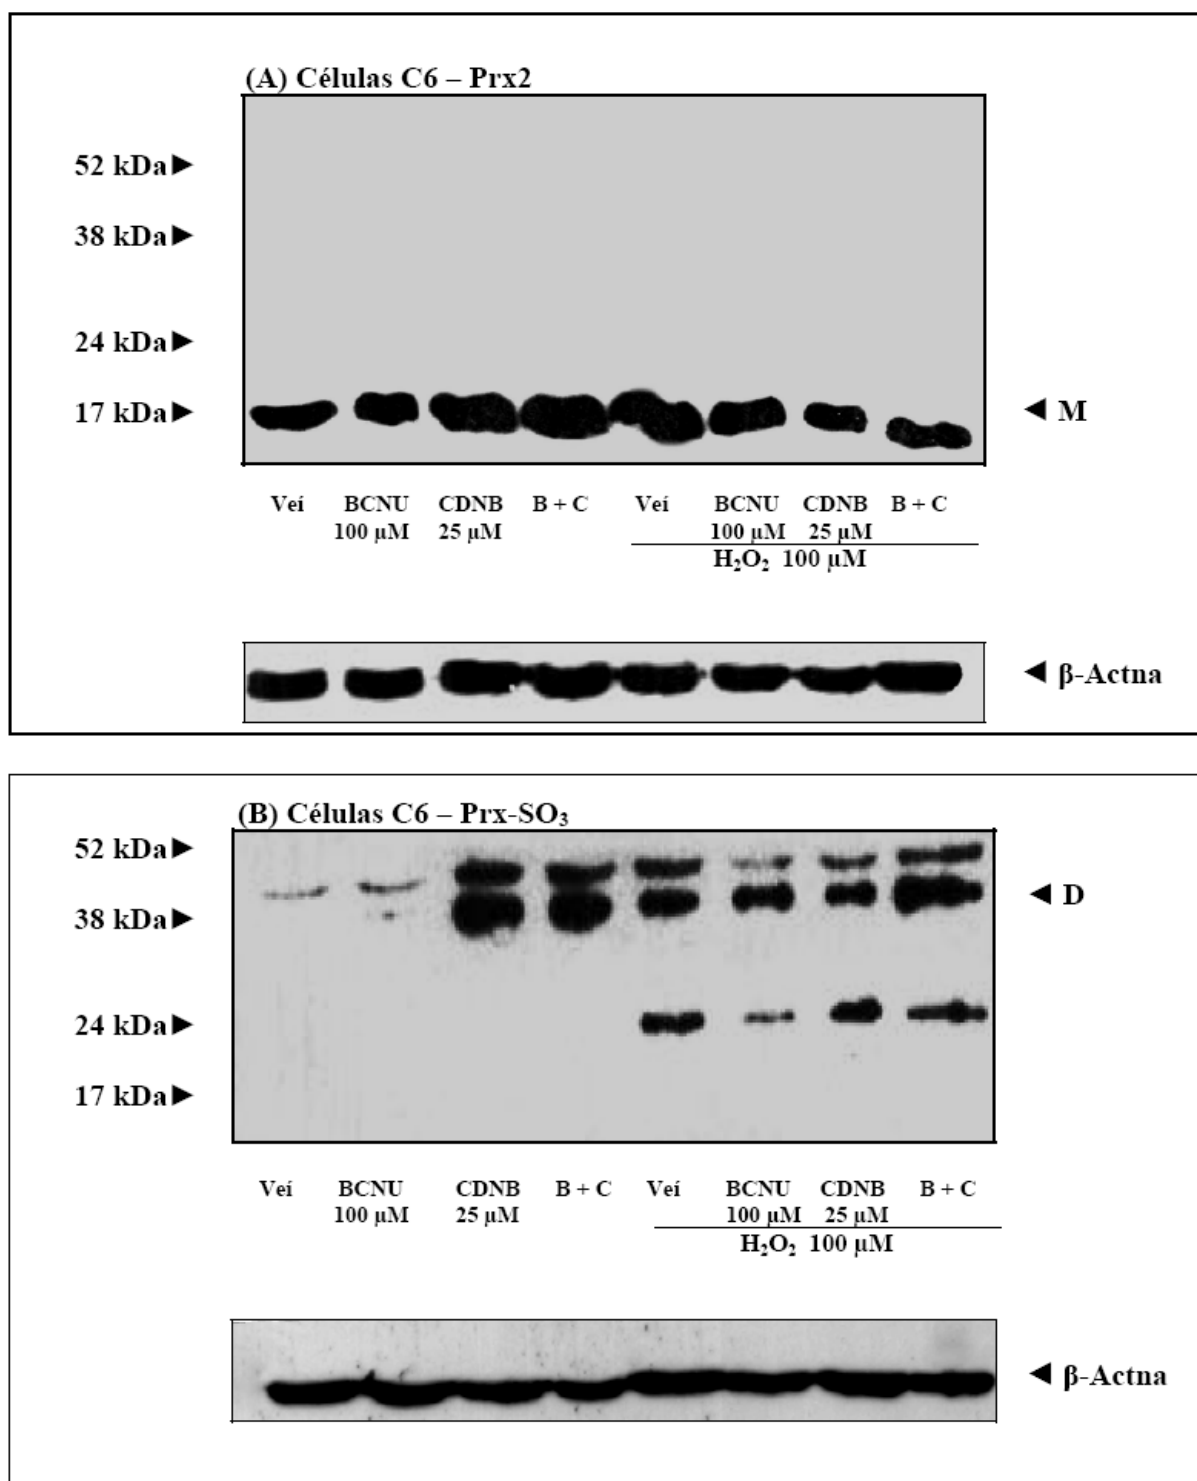 (A) Células C6 – Prx2
52 kDa►
38 kDa►
24 kDa►
17 kDa►
◄ M
Veí BCNU CDNB B + C Veí BCNU CDNB B + C
100 µM 25 µM 100 µM 25 µM
H₂O₂ 100 µM
◄ β-Actna
(B) Células C6 – Prx-SO₃
52 kDa►
◄ D
38 kDa►
24 kDa►
17 kDa►
Veí BCNU CDNB B + C Veí BCNU CDNB B + C
100 µM 25 µM 100 µM 25 µM
H₂O₂ 100 µM
◄ β-Actna